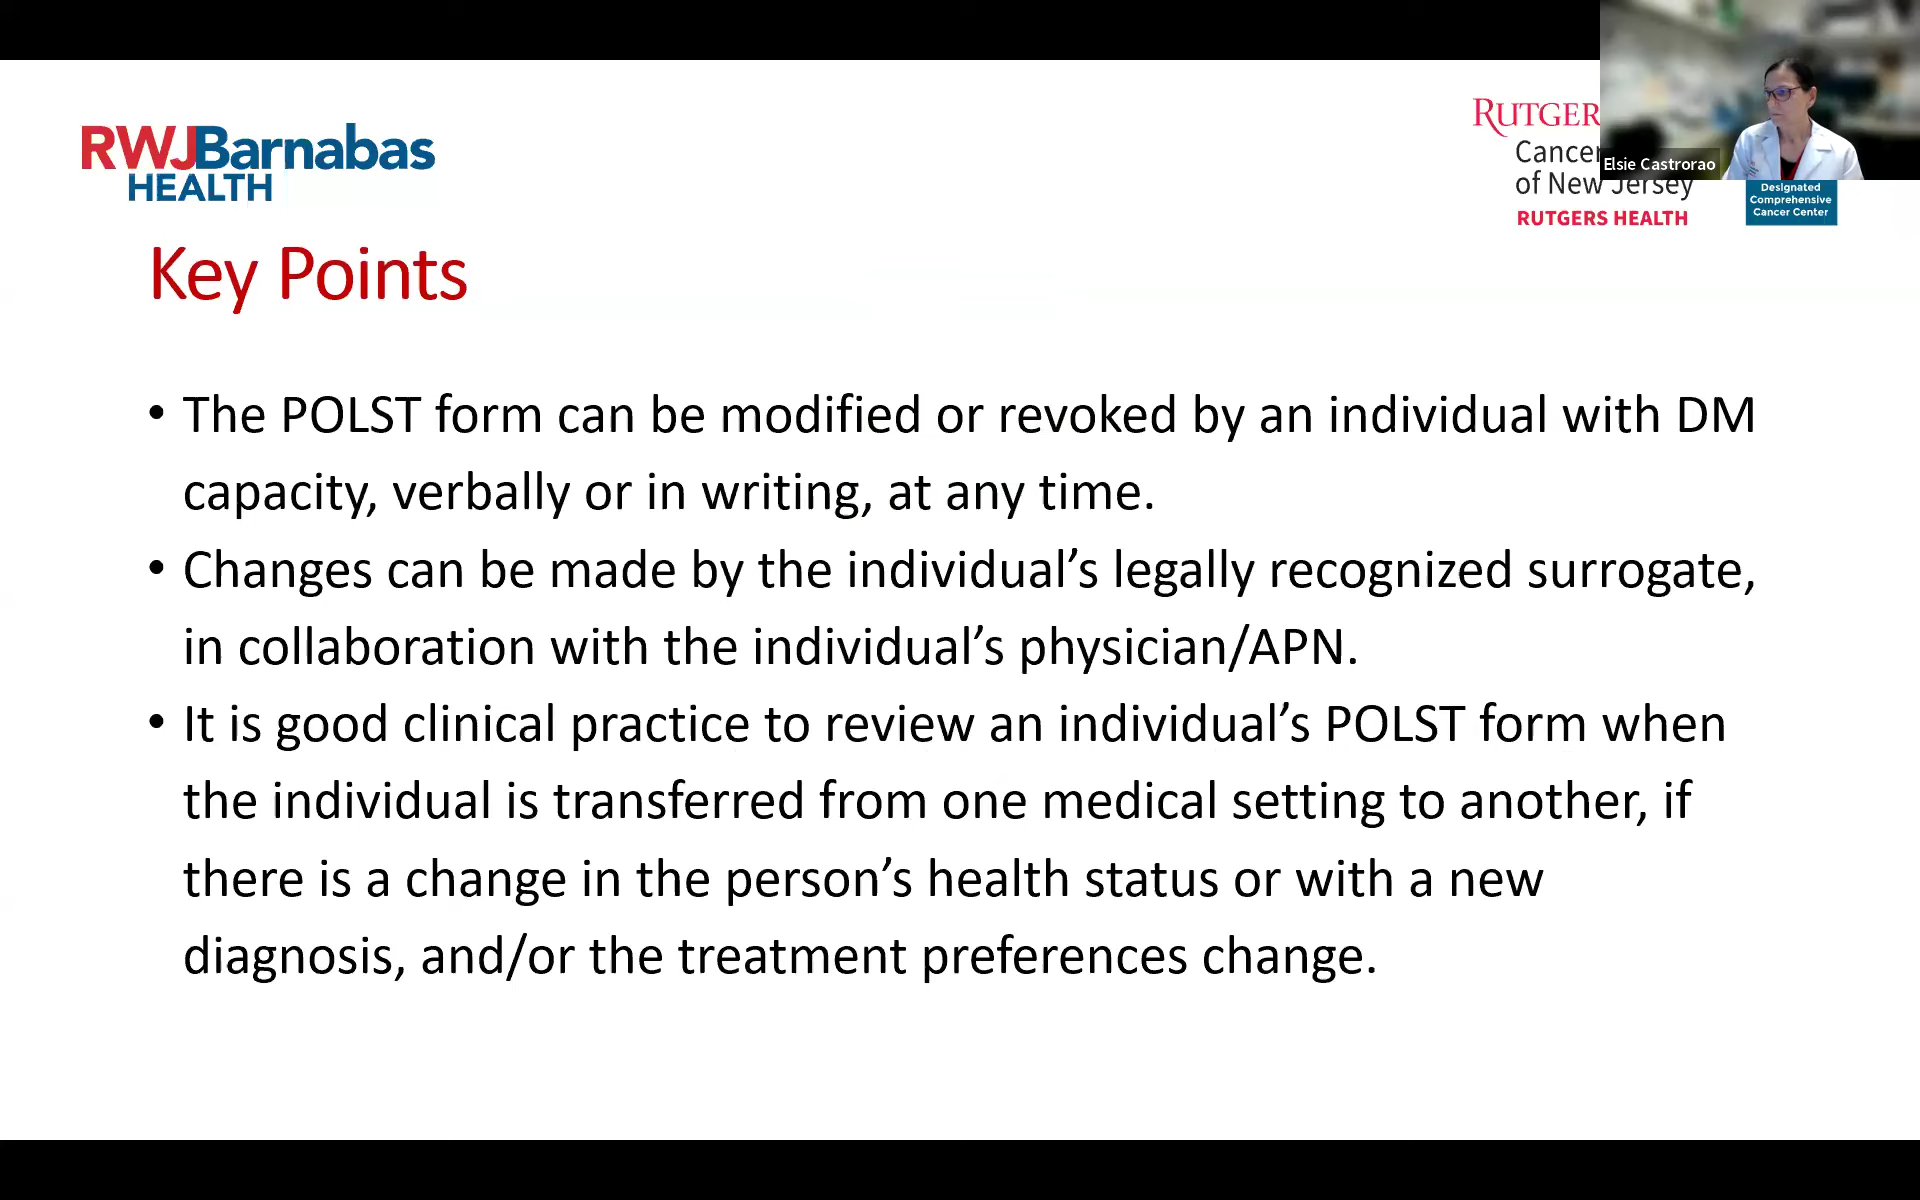 RWJBarnabas
HEALTH
RUTGER
Cancer
of New Jersey
RUTGERS HEALTH
Elsie Castrorao
Designated
Comprehensive
Cancer Center
Key Points
• The POLST form can be modified or revoked by an individual with DM
capacity, verbally or in writing, at any time.
• Changes can be made by the individual’s legally recognized surrogate,
in collaboration with the individual’s physician/APN.
• It is good clinical practice to review an individual’s POLST form when
the individual is transferred from one medical setting to another, if
there is a change in the person’s health status or with a new
diagnosis, and/or the treatment preferences change.